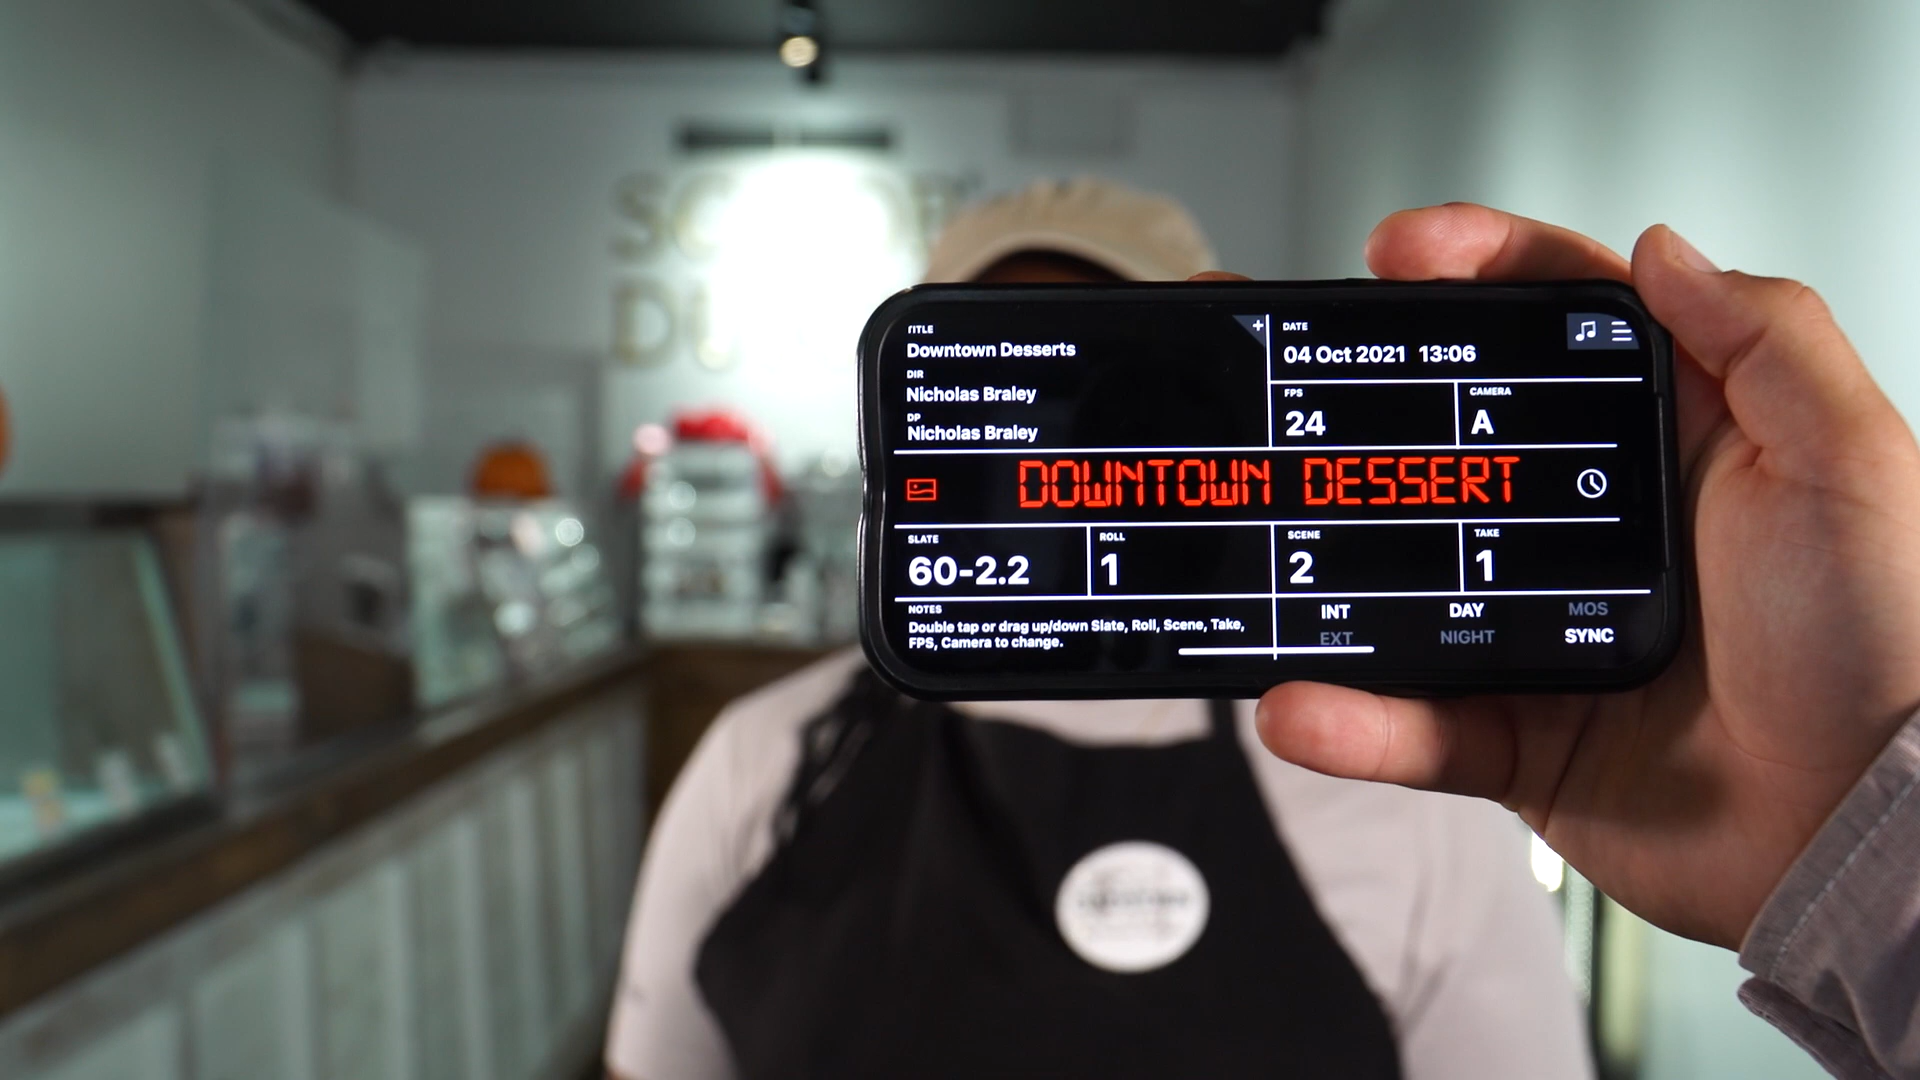 TITLE
Downtown Desserts
DIR
Nicholas Braley
DP
Nicholas Braley
DATE
04 Oct 2021 13:06
FPS
24
CAMERA
A
DOWNTOWN DESSERT
SLATE
60-2.2
ROLL
1
SCENE
2
TAKE
1
NOTES
Double tap or drag up/down Slate, Roll, Scene, Take,
FPS, Camera to change.
INT DAY MOS
EXT NIGHT SYNC